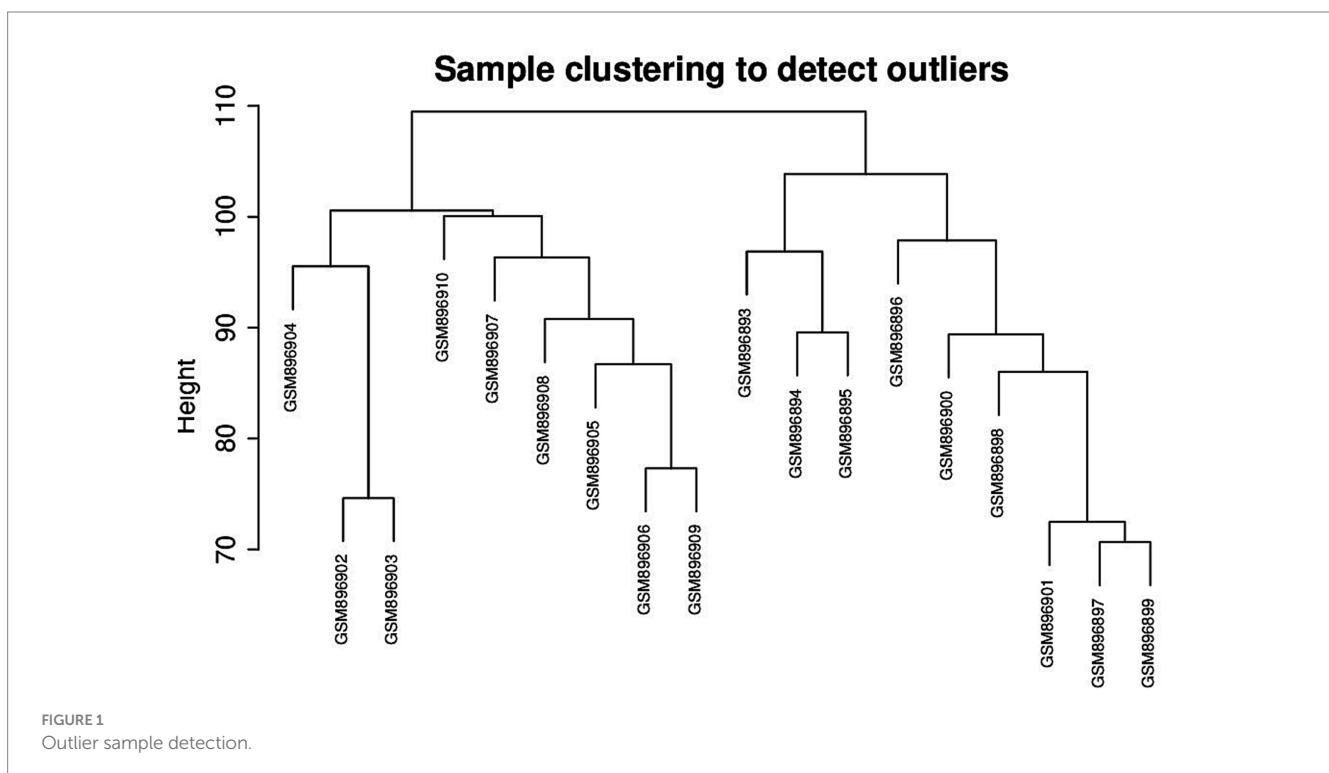 Sample clustering to detect outliers
Height
110
100
90
80
70
GSM896904
GSM896902
GSM896903
GSM896910
GSM896907
GSM896908
GSM896905
GSM896906
GSM896909
GSM896893
GSM896894
GSM896895
GSM896896
GSM896900
GSM896898
GSM896901
GSM896897
GSM896899
FIGURE 1
Outlier sample detection.